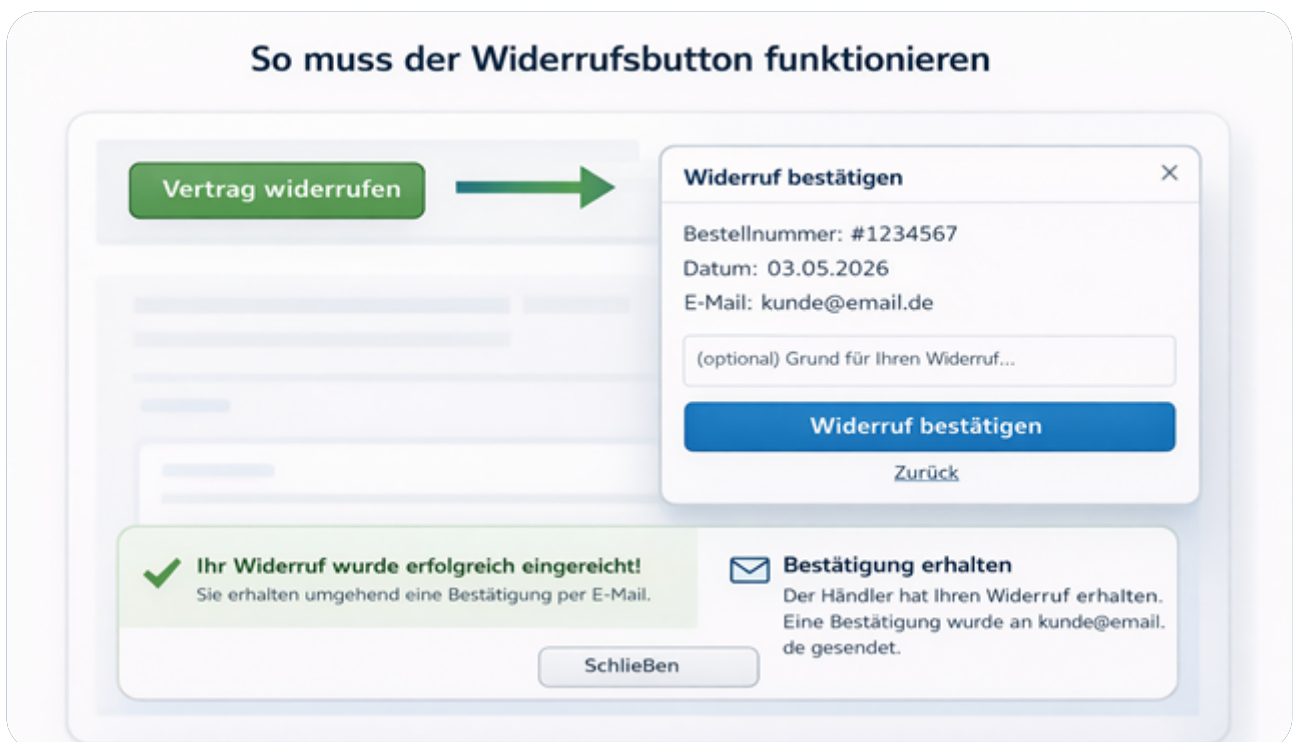 So muss der Widerrufsbutton funktionieren
Vertrag widerrufen
Widerruf bestätigen
Bestellnummer: #1234567
Datum: 03.05.2026
E-Mail: kunde@email.de
(optional) Grund für Ihren Widerruf...
Widerruf bestätigen
Zurück
Ihr Widerruf wurde erfolgreich eingereicht!
Sie erhalten umgehend eine Bestätigung per E-Mail.
Bestätigung erhalten
Der Händler hat Ihren Widerruf erhalten.
Eine Bestätigung wurde an kunde@email.
de gesendet.
Schließen